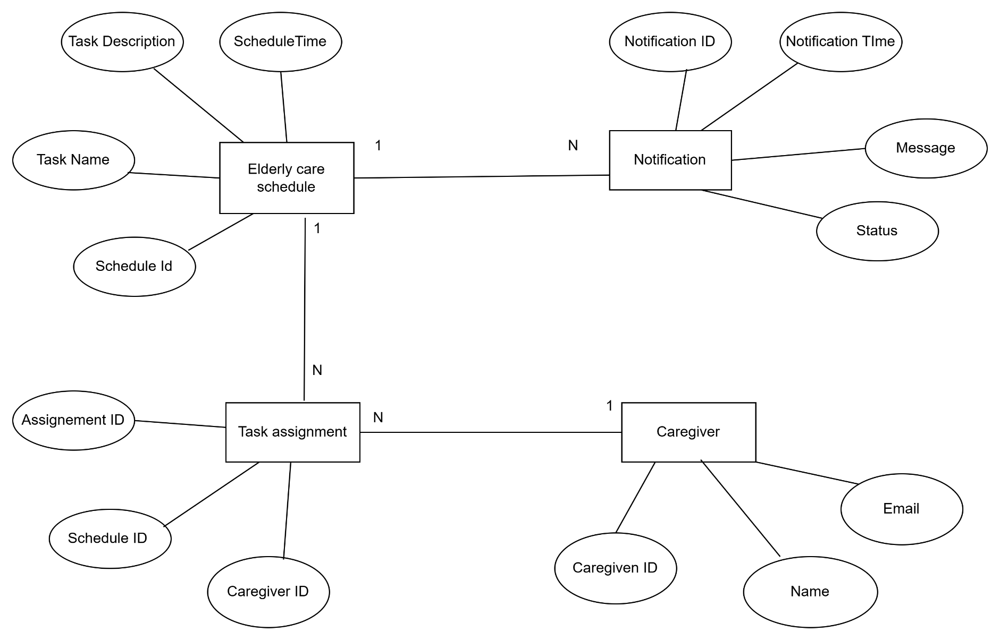 Task Description
ScheduleTime
Notification ID
Notification TIme
Task Name
Elderly care
schedule
1
N
Notification
Message
Status
1
Schedule Id
N
Assignement ID
Task assignment
N
1
Caregiver
Schedule ID
Caregiver ID
Caregiven ID
Name
Email